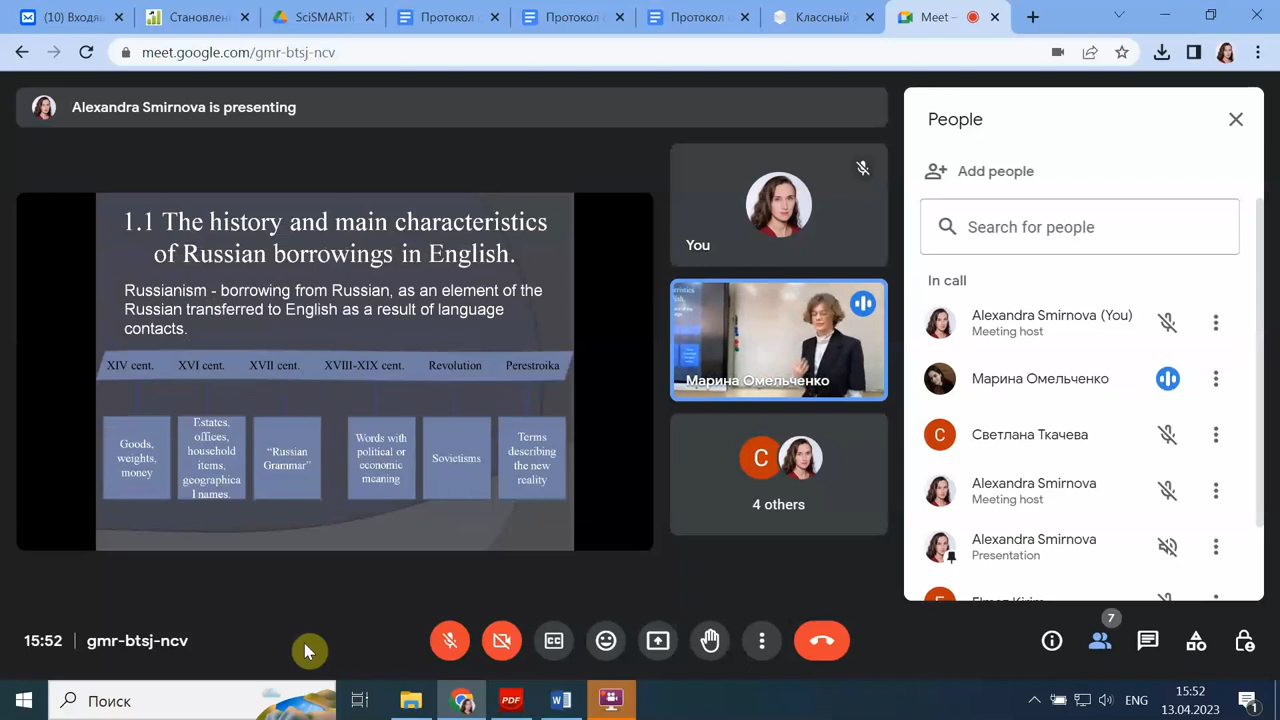 (10) Входящ
Становлен
SciSMARTі
Протокол
Протокол
Протокол
Классный
Meet –
meet.google.com/gmr-btsj-ncv
Alexandra Smirnova is presenting
1.1 The history and main characteristics
of Russian borrowings in English.
Russianism - borrowing from Russian, as an element of the
Russian transferred to English as a result of language
contacts.
XIV cent.
XVI cent.
XVII cent.
XVIII-XIX cent.
Revolution
Perestroika
Goods,
weights,
money
Estates,
offices,
household
items,
geographica
l names.
“Russian
Grammar”
Words with
political or
economic
meaning
Sovietisms
Terms
describing
the new
reality
You
Марина Омельченко
С
4 others
People
Add people
Search for people
In call
Alexandra Smirnova (You)
Meeting host
Марина Омельченко
С
Светлана Ткачева
Alexandra Smirnova
Meeting host
Alexandra Smirnova
Presentation
15:52
gmr-btsj-ncv
7
Поиск
PDF
ENG
15:52
13.04.2023
1